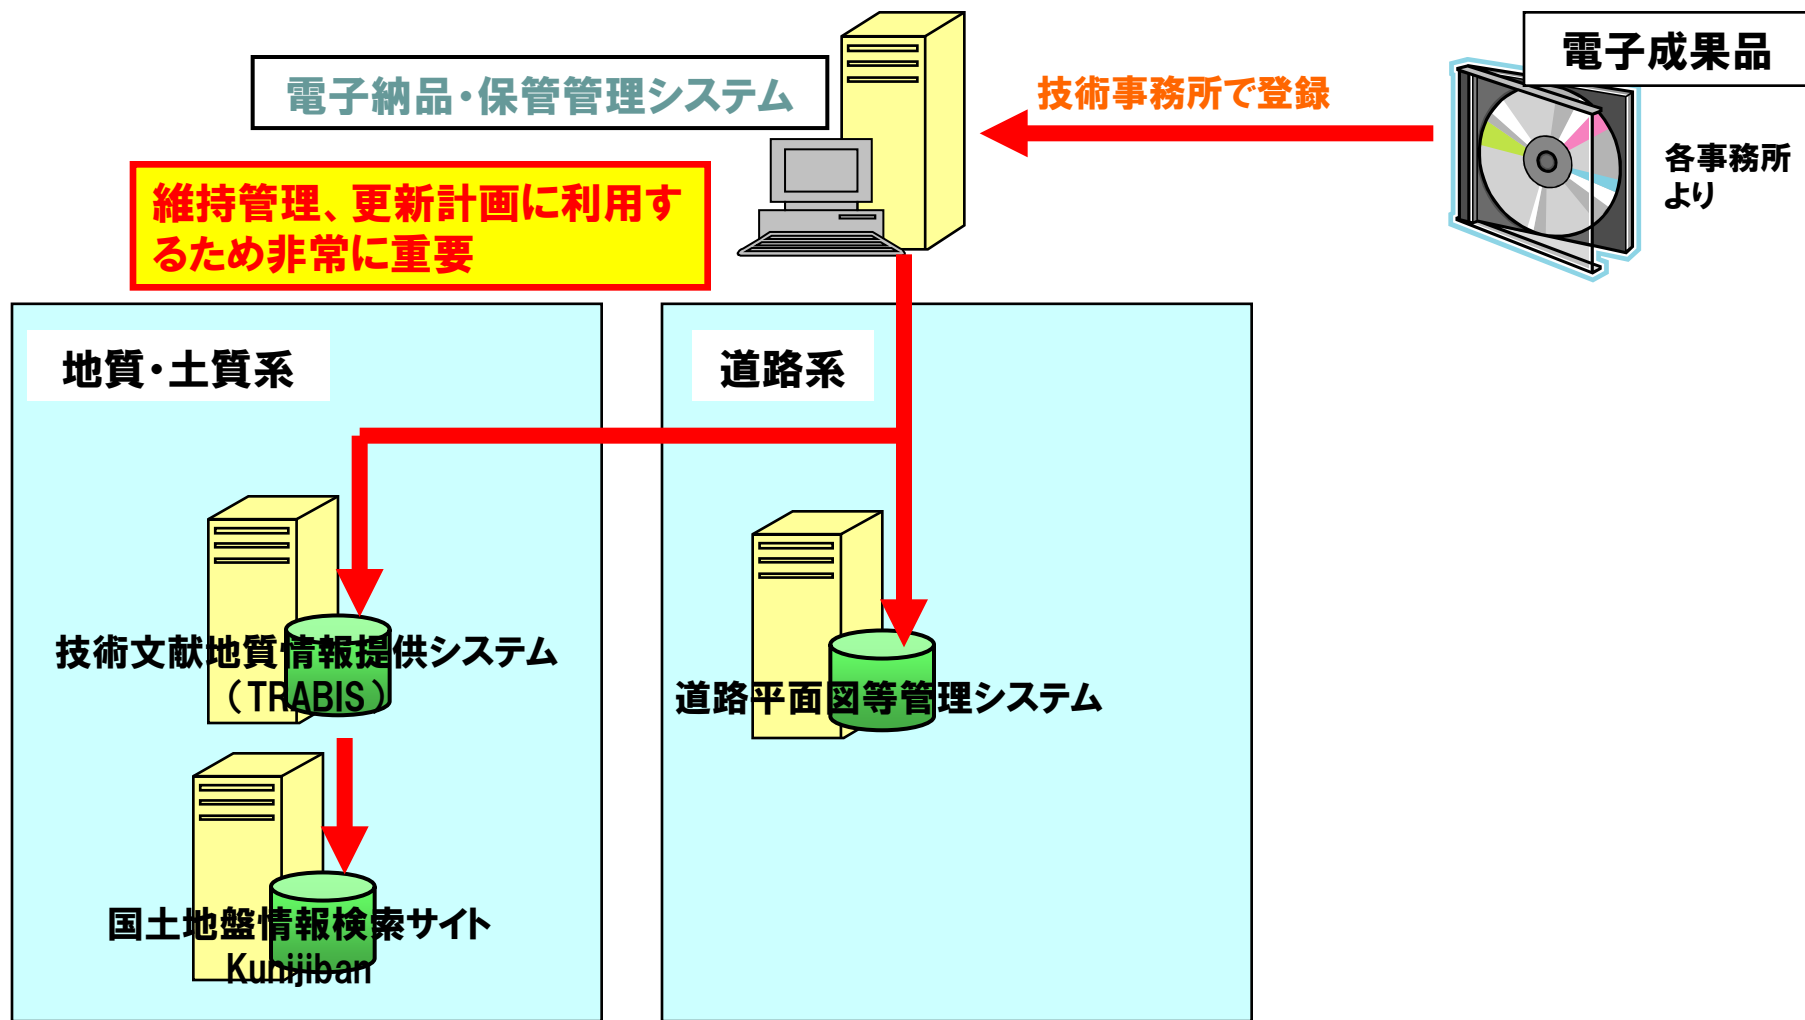 電子納品・保管管理システム
技術事務所で登録
電子成果品
各事務所
より
維持管理、更新計画に利用す
るため非常に重要
地質・土質系
道路系
技術文献地質情報提供システム
（TRABIS）
道路平面図等管理システム
国土地盤情報検索サイト
Kunijiban